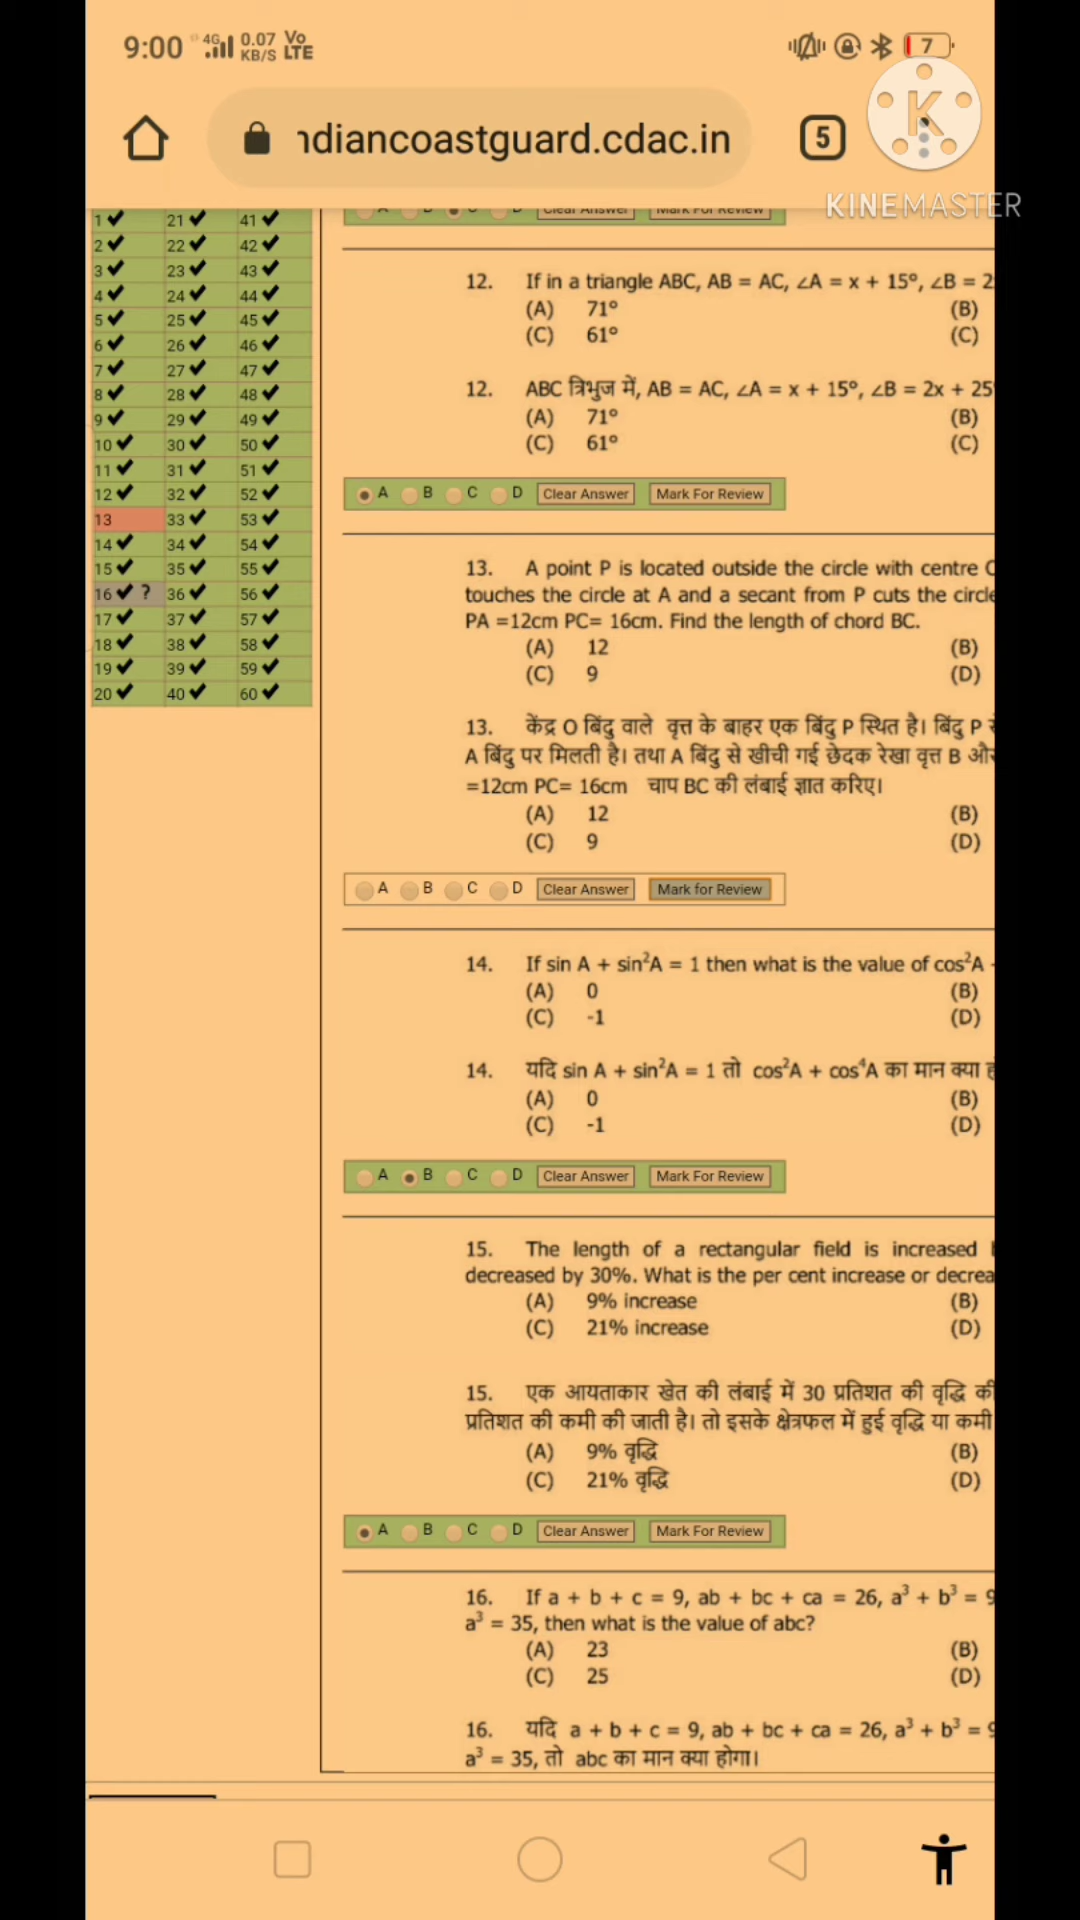 9:00 4G 0.07 KB/S Vo LTE 7
ndiancoastguard.cdac.in 5
K
KINEMASTER
1✔ 21✔ 41✔
2✔ 22✔ 42✔
3✔ 23✔ 43✔
4✔ 24✔ 44✔
5✔ 25✔ 45✔
6✔ 26✔ 46✔
7✔ 27✔ 47✔
8✔ 28✔ 48✔
9✔ 29✔ 49✔
10✔ 30✔ 50✔
11✔ 31✔ 51✔
12✔ 32✔ 52✔
13 33✔ 53✔
14✔ 34✔ 54✔
15✔ 35✔ 55✔
16✔ ? 36✔ 56✔
17✔ 37✔ 57✔
18✔ 38✔ 58✔
19✔ 39✔ 59✔
20✔ 40✔ 60✔
A B C D Clear Answer Mark For Review
12. If in a triangle ABC, AB = AC, ∠A = x + 15º, ∠B = 2
(A) 71º (B)
(C) 61º (C)
12. ABC त्रिभुज में, AB = AC, ∠A = x + 15º, ∠B = 2x + 25
(A) 71º (B)
(C) 61º (C)
A B C D Clear Answer Mark For Review
13. A point P is located outside the circle with centre
touches the circle at A and a secant from P cuts the circle
PA =12cm PC= 16cm. Find the length of chord BC.
(A) 12 (B)
(C) 9 (D)
13. केंद्र O बिंदु वाले वृत्त के बाहर एक बिंदु P स्थित है। बिंदु P
A बिंदु पर मिलती है। तथा A बिंदु से खीची गई छेदक रेखा वृत्त B और
=12cm PC= 16cm चाप BC की लंबाई ज्ञात करिए।
(A) 12 (B)
(C) 9 (D)
A B C D Clear Answer Mark for Review
14. If sin A + sin²A = 1 then what is the value of cos²A
(A) 0 (B)
(C) -1 (D)
14. यदि sin A + sin²A = 1 तो cos²A + cos⁴A का मान क्या
(A) 0 (B)
(C) -1 (D)
A B C D Clear Answer Mark For Review
15. The length of a rectangular field is increased
decreased by 30%. What is the per cent increase or decrea
(A) 9% increase (B)
(C) 21% increase (D)
15. एक आयताकार खेत की लंबाई में 30 प्रतिशत की वृद्धि की
प्रतिशत की कमी की जाती है। तो इसके क्षेत्रफल में हुई वृद्धि या कमी
(A) 9% वृद्धि (B)
(C) 21% वृद्धि (D)
A B C D Clear Answer Mark For Review
16. If a + b + c = 9, ab + bc + ca = 26, a³ + b³ = 9
a³ = 35, then what is the value of abc?
(A) 23 (B)
(C) 25 (D)
16. यदि a + b + c = 9, ab + bc + ca = 26, a³ + b³ = 9
a³ = 35, तो abc का मान क्या होगा।